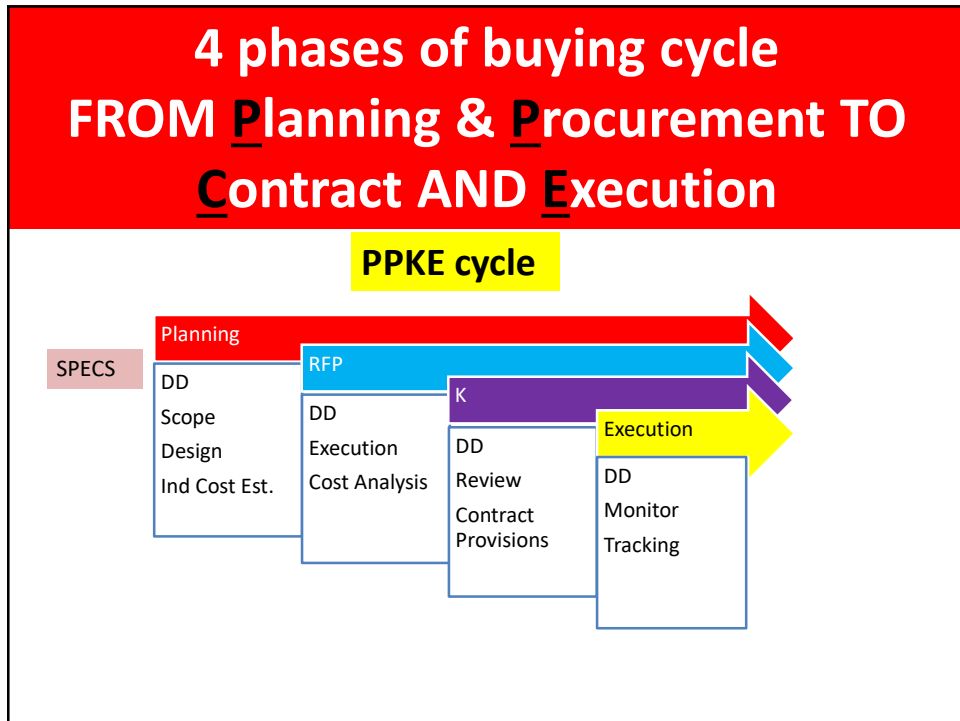 4 phases of buying cycle
FROM Planning & Procurement TO
Contract AND Execution
PPKE cycle
SPECS
Planning
DD
Scope
Design
Ind Cost Est.
RFP
DD
Execution
Cost Analysis
K
DD
Review
Contract
Provisions
Execution
DD
Monitor
Tracking